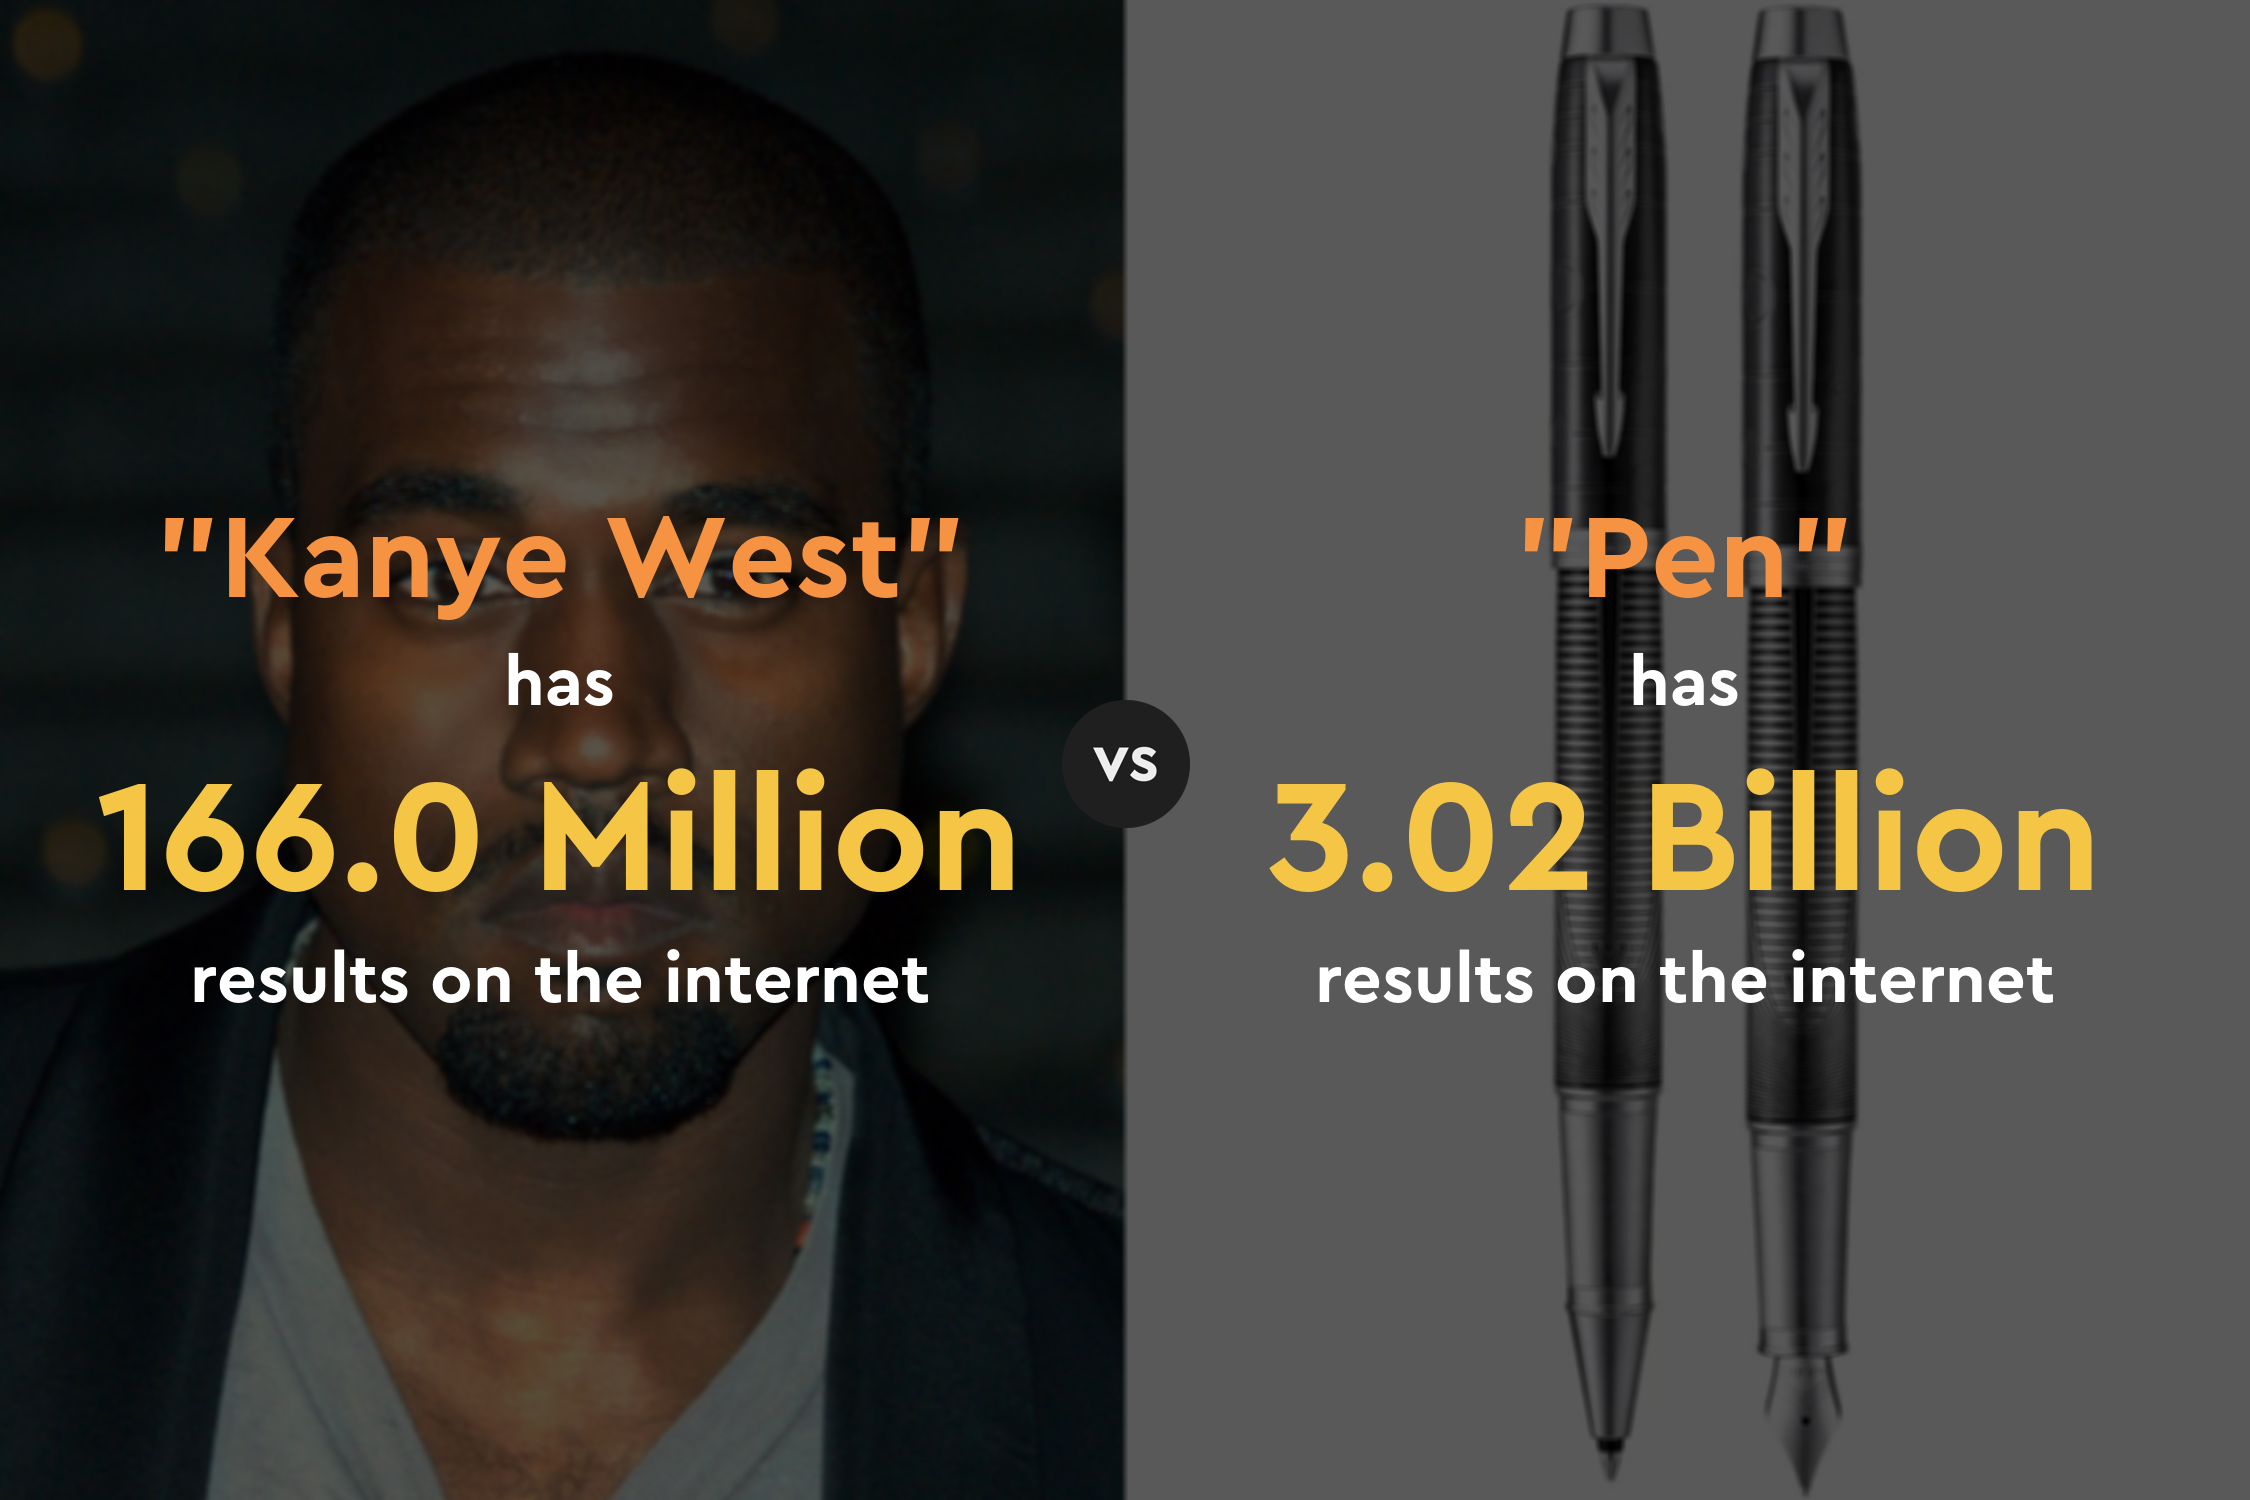 "Kanye West"
has
166.0 Million
results on the internet
vs
"Pen"
has
3.02 Billion
results on the internet